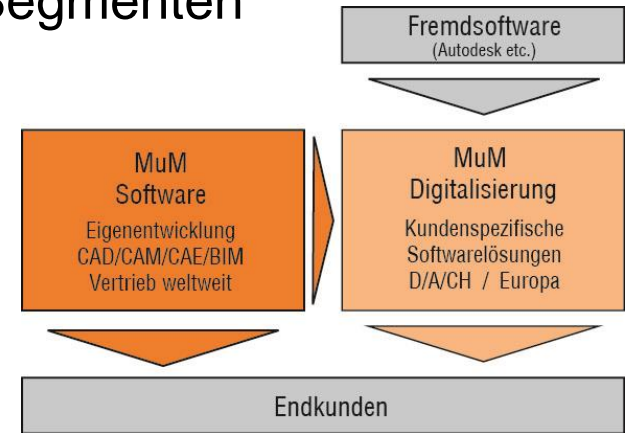 Segmenten
Fremdsoftware
(Autodesk etc.)
MuM
Software
Eigenentwicklung
CAD/CAM/CAE/BIM
Vertrieb weltweit
MuM
Digitalisierung
Kundenspezifische
Softwarelösungen
D/A/CH / Europa
Endkunden